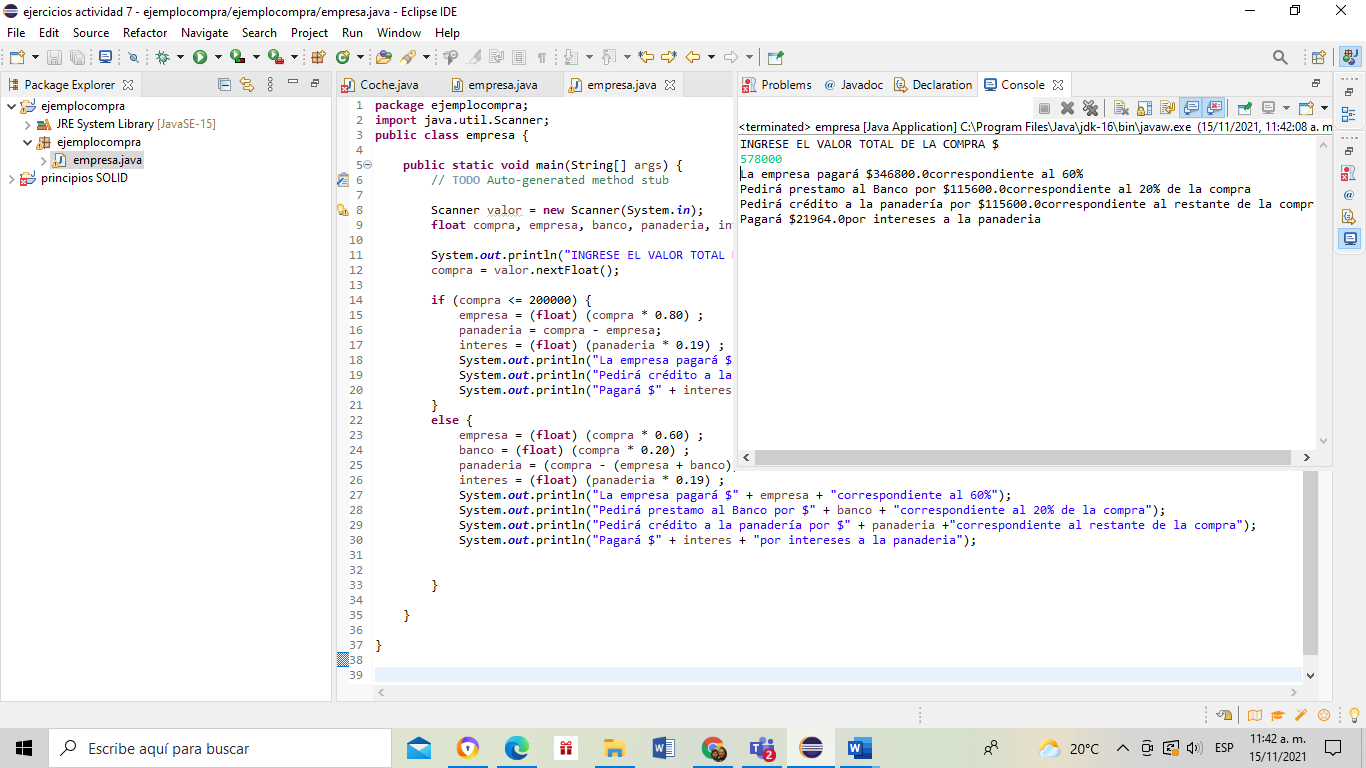 ejercicios actividad 7 - ejemplocompra/ejemplocompra/empresa.java - Eclipse IDE
File Edit Source Refactor Navigate Search Project Run Window Help
Package Explorer
ejemplocompra
JRE System Library [JavaSE-15]
ejemplocompra
empresa.java
principios SOLID
Coche.java empresa.java empresa.java
1 package ejemplocompra;
2 import java.util.Scanner;
3 public class empresa {
4
5 public static void main(String[] args) {
6 // TODO Auto-generated method stub
7
8 Scanner valor = new Scanner(System.in);
9 float compra, empresa, banco, panaderia, in
10
11 System.out.println("INGRESE EL VALOR TOTAL
12 compra = valor.nextFloat();
13
14 if (compra <= 200000) {
15 empresa = (float) (compra * 0.80) ;
16 panaderia = compra - empresa;
17 interes = (float) (panaderia * 0.19) ;
18 System.out.println("La empresa pagará $
19 System.out.println("Pedirá crédito a la
20 System.out.println("Pagará $" + interes
21 }
22 else {
23 empresa = (float) (compra * 0.60) ;
24 banco = (float) (compra * 0.20) ;
25 panaderia = (compra - (empresa + banco)
26 interes = (float) (panaderia * 0.19) ;
27 System.out.println("La empresa pagará $" + empresa + "correspondiente al 60%");
28 System.out.println("Pedirá prestamo al Banco por $" + banco + "correspondiente al 20% de la compra");
29 System.out.println("Pedirá crédito a la panadería por $" + panaderia +"correspondiente al restante de la compra");
30 System.out.println("Pagará $" + interes + "por intereses a la panaderia");
31
32
33 }
34
35 }
36
37 }
38
39
Problems Javadoc Declaration Console
<terminated> empresa [Java Application] C:\Program Files\Java\jdk-16\bin\javaw.exe (15/11/2021, 11:42:08 a. m
INGRESE EL VALOR TOTAL DE LA COMPRA $
578000
La empresa pagará $346800.0correspondiente al 60%
Pedirá prestamo al Banco por $115600.0correspondiente al 20% de la compra
Pedirá crédito a la panadería por $115600.0correspondiente al restante de la compr
Pagará $21964.0por intereses a la panaderia
Escribe aquí para buscar
2
20°C
ESP
11:42 a. m.
15/11/2021